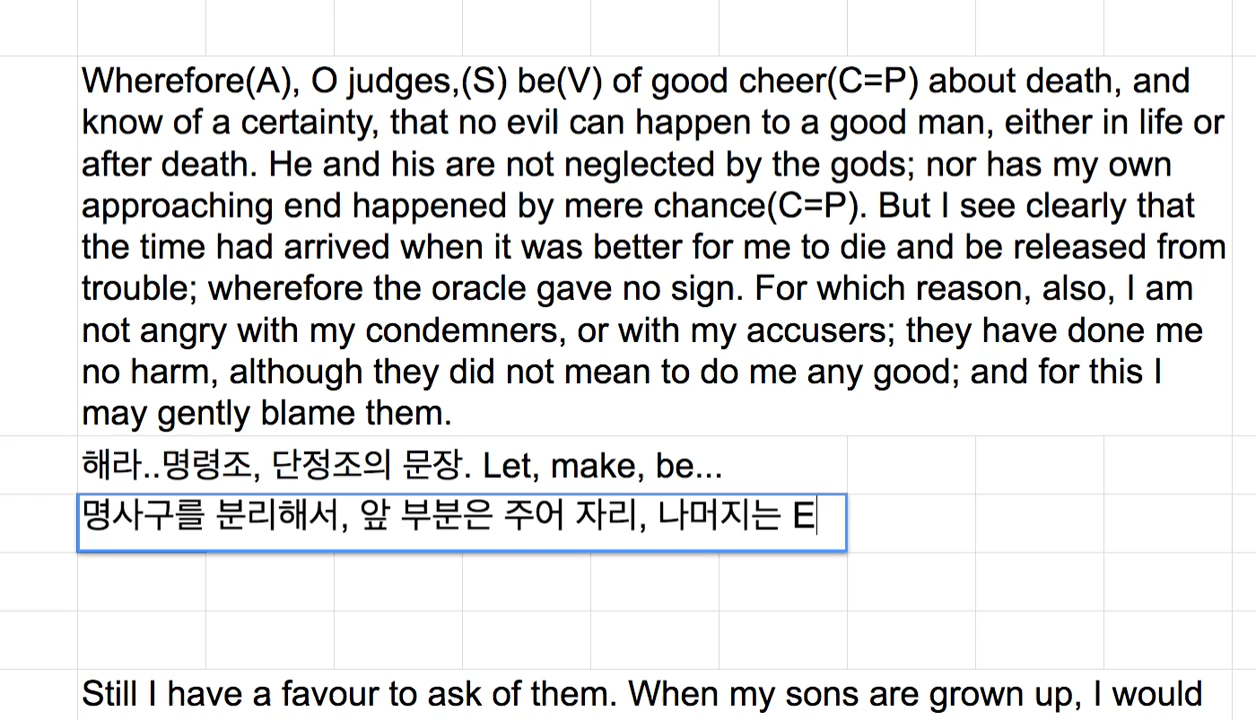 Wherefore(A), O judges,(S) be(V) of good cheer(C=P) about death, and
know of a certainty, that no evil can happen to a good man, either in life or
after death. He and his are not neglected by the gods; nor has my own
approaching end happened by mere chance(C=P). But I see clearly that
the time had arrived when it was better for me to die and be released from
trouble; wherefore the oracle gave no sign. For which reason, also, I am
not angry with my condemners, or with my accusers; they have done me
no harm, although they did not mean to do me any good; and for this I
may gently blame them.
해라..명령조, 단정조의 문장. Let, make, be...
명사구를 분리해서, 앞 부분은 주어 자리, 나머지는 E
Still I have a favour to ask of them. When my sons are grown up, I would